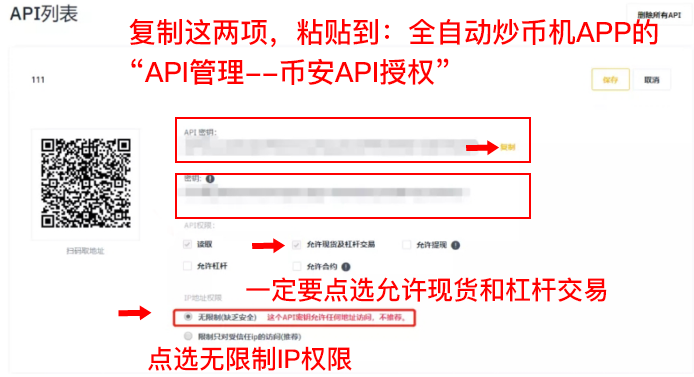 API列表
删除所有API
复制这两项，粘贴到：全自动炒币机APP的
“API管理--币安API授权”
111
保存 取消
API 密钥：
复制
密钥：
扫码取地址
API权限：
读取 允许现货及杠杆交易 允许提现
允许杠杆 允许合约
一定要点选允许现货和杠杆交易
IP地址权限
无限制(缺乏安全) 这个API密钥允许任何地址访问，不推荐。
限制只对受信任ip的访问(推荐)
点选无限制IP权限